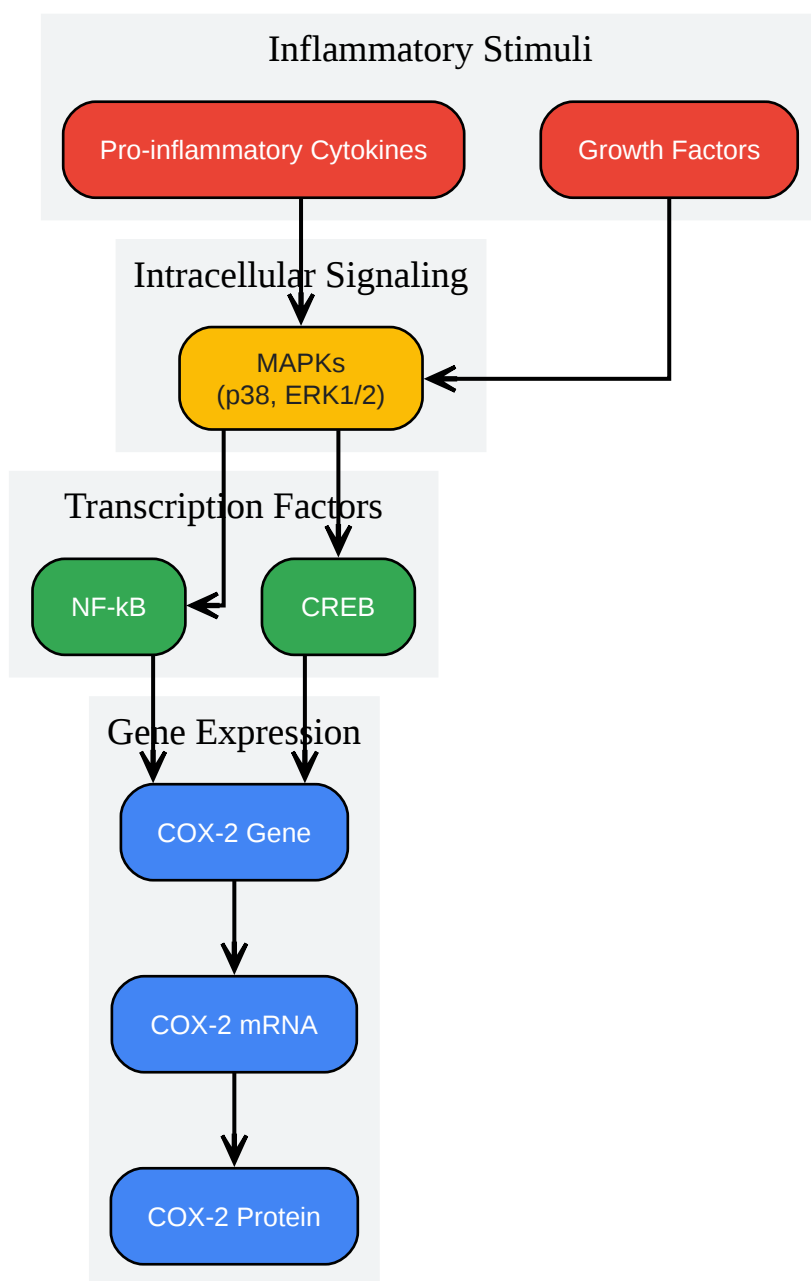 Inflammatory Stimuli
Pro-inflammatory Cytokines
Growth Factors
Intracellular Signaling
MAPKs
(p38, ERK1/2)
Transcription Factors
NF-kB
CREB
Gene Expression
COX-2 Gene
COX-2 mRNA
COX-2 Protein